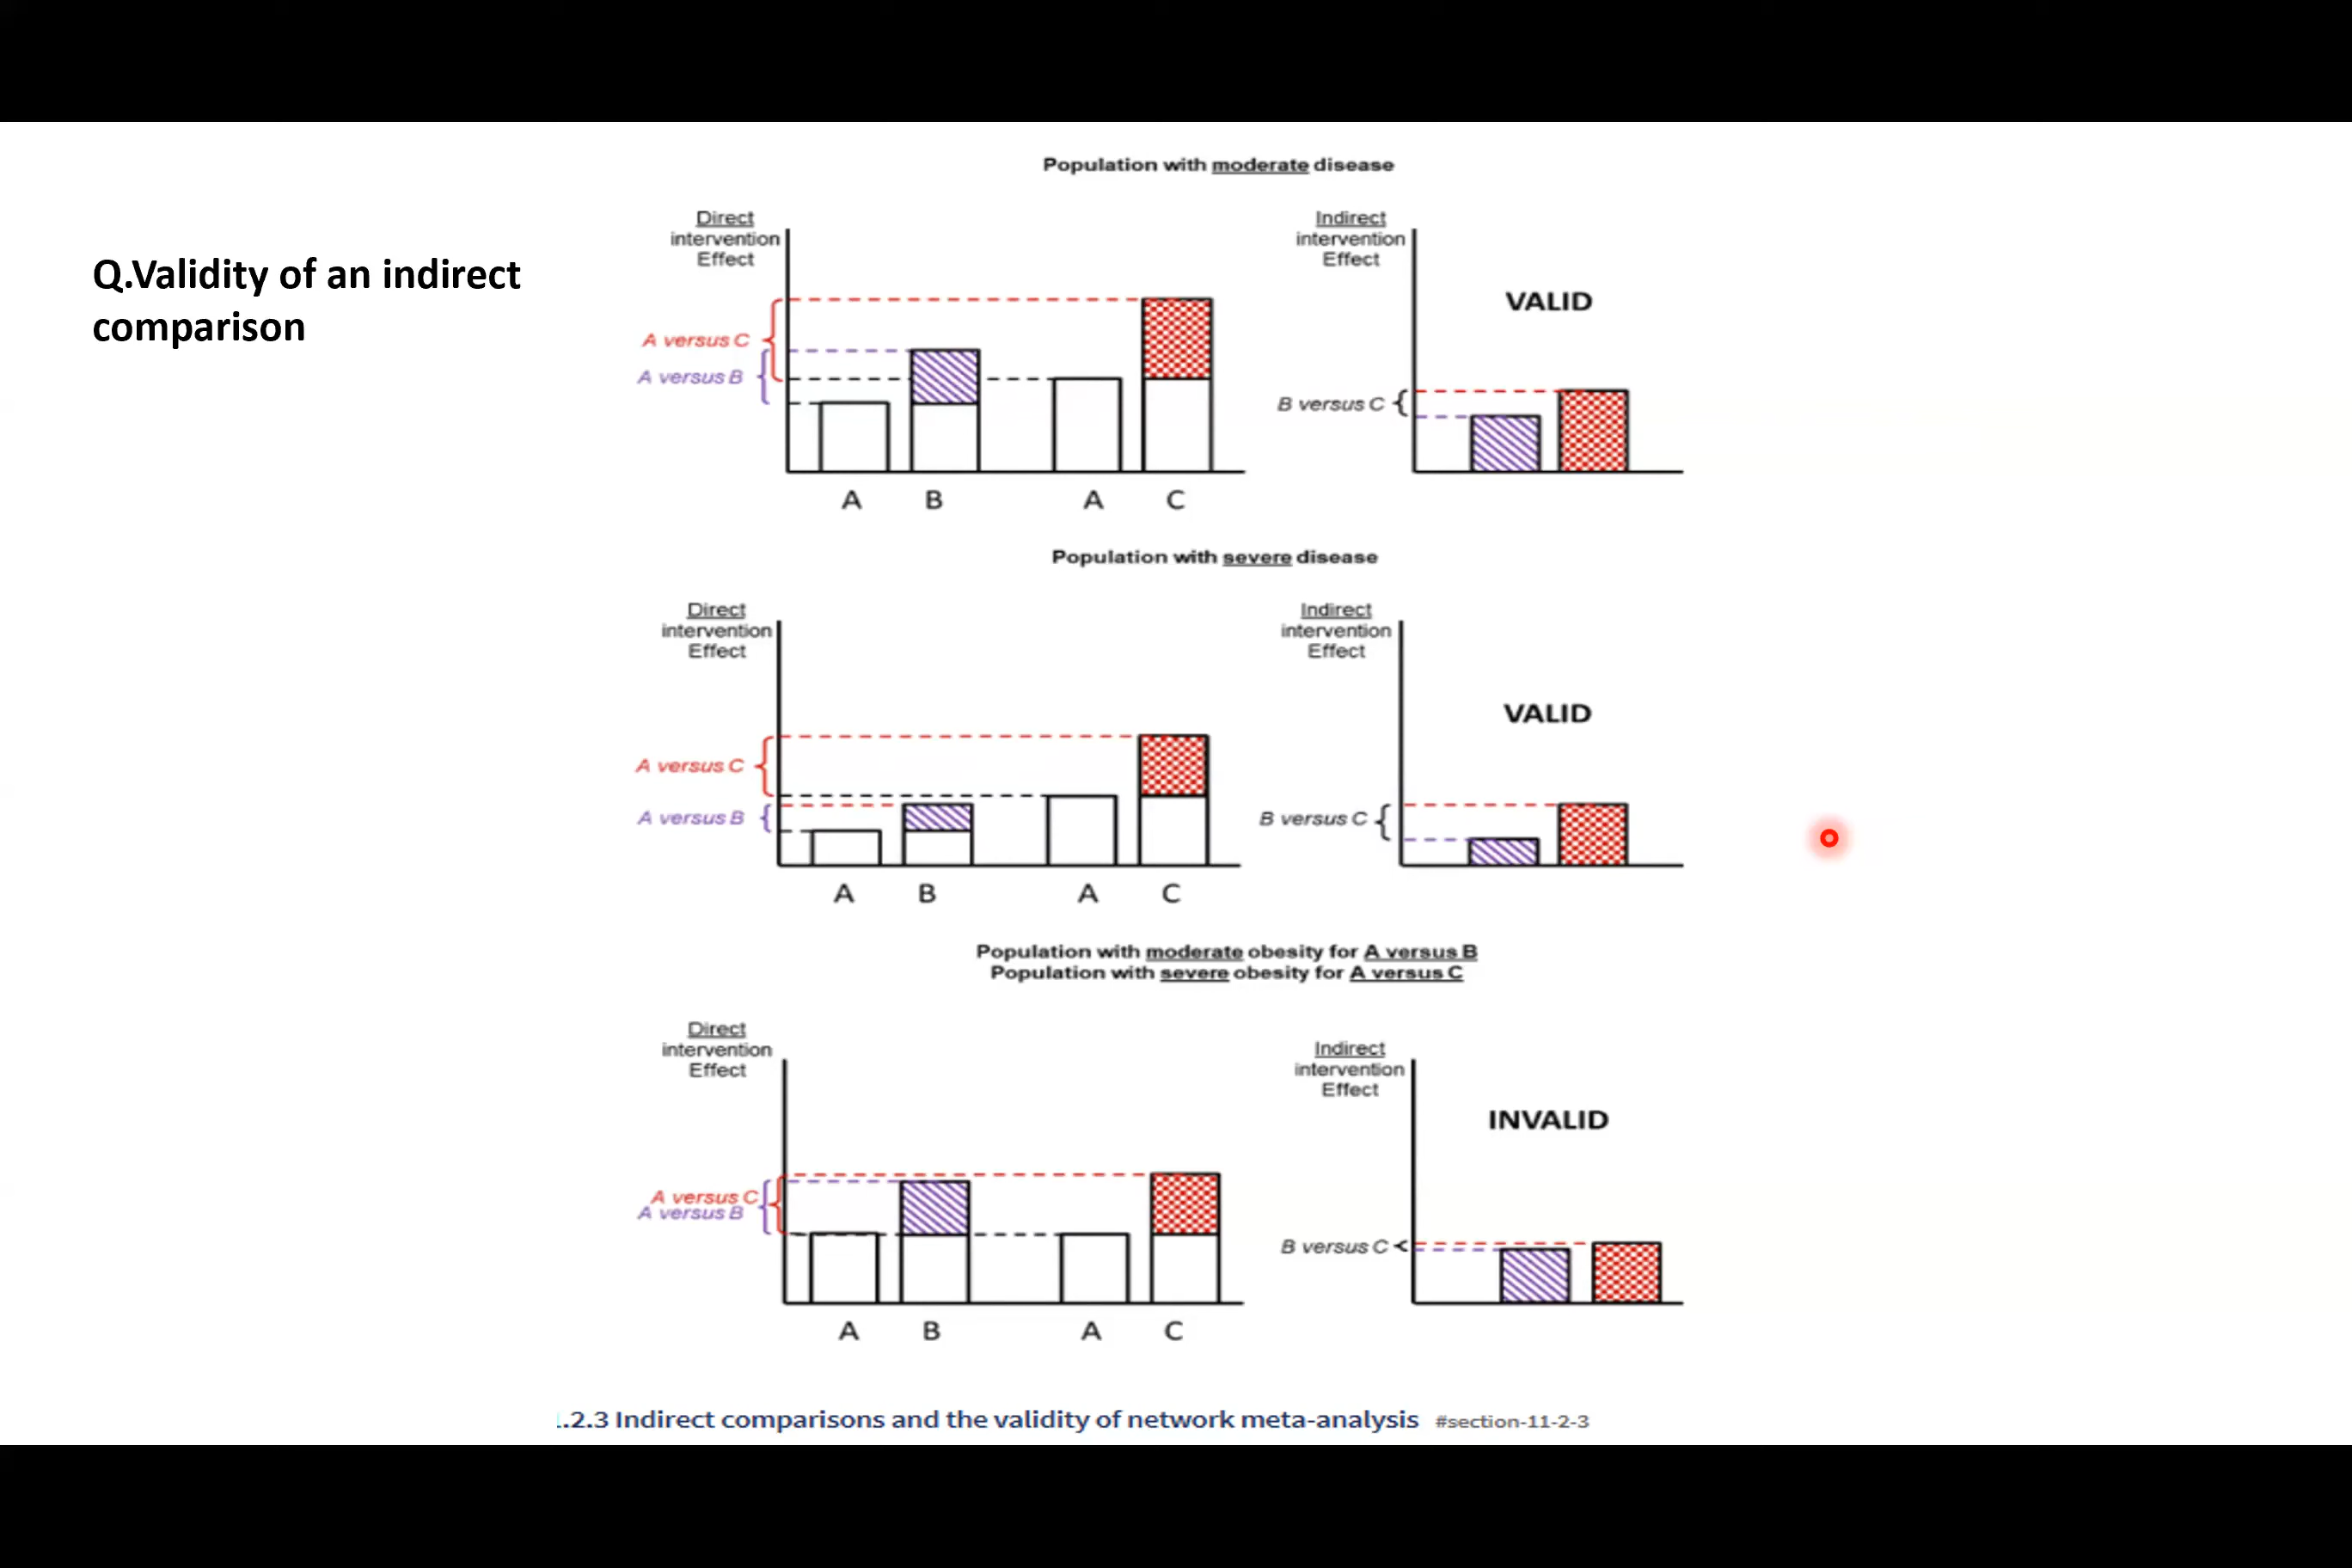 Q.Validity of an indirect
comparison
Population with moderate disease
Direct
intervention
Effect
A versus C
A versus B
A
B
A
C
Indirect
intervention
Effect
VALID
B versus C
Population with severe disease
Direct
intervention
Effect
A versus C
A versus B
A
B
A
C
Indirect
intervention
Effect
VALID
B versus C
Population with moderate obesity for A versus B
Population with severe obesity for A versus C
Direct
intervention
Effect
A versus C
A versus B
A
B
A
C
Indirect
intervention
Effect
INVALID
B versus C
.2.3 Indirect comparisons and the validity of network meta-analysis #section-11-2-3